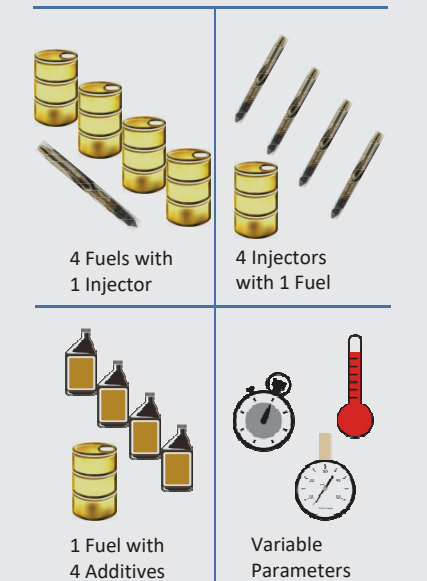 4 Fuels with
1 Injector
4 Injectors
with 1 Fuel
1 Fuel with
4 Additives
Variable
Parameters